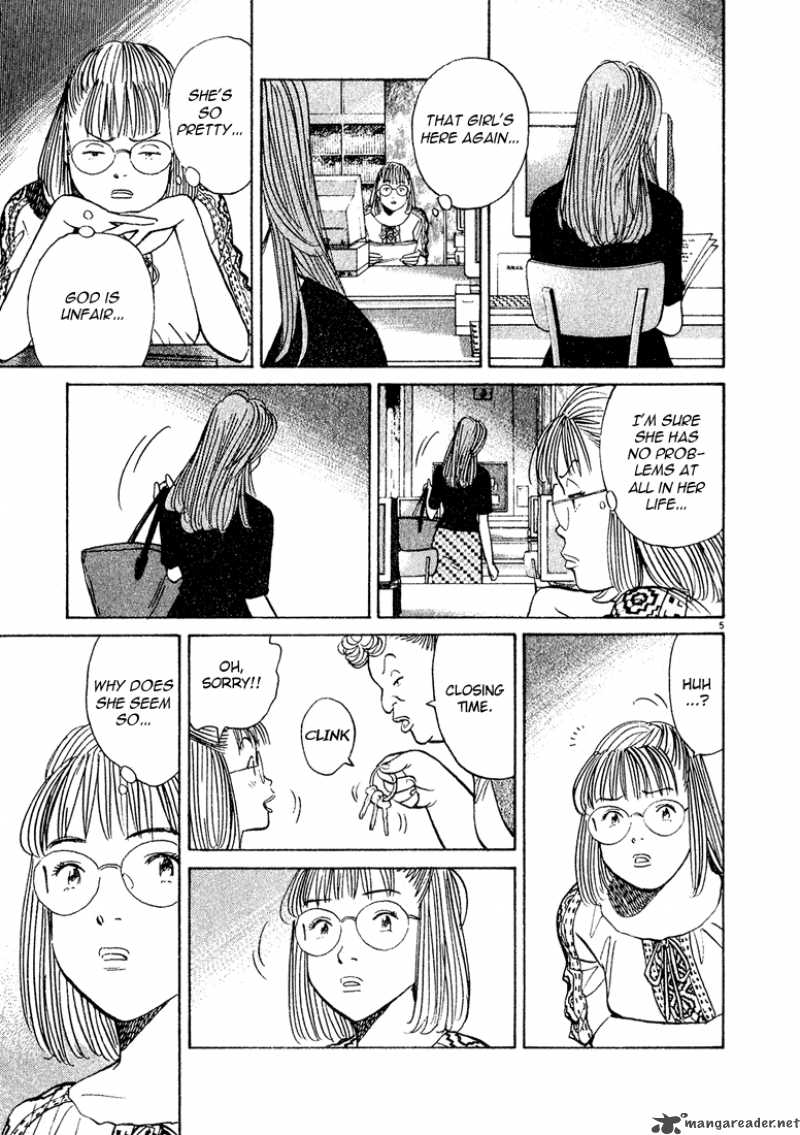 THAT GIRL'S
HERE AGAIN...
SHE'S
SO
PRETTY...
GOD IS
UNFAIR...
I'M SURE
SHE HAS
NO PROB-
LEMS AT
ALL IN HER
LIFE...
5
HUH
...?
CLOSING
TIME.
CLINK
OH,
SORRY!!
WHY DOES
SHE SEEM
SO...
mangareader.net